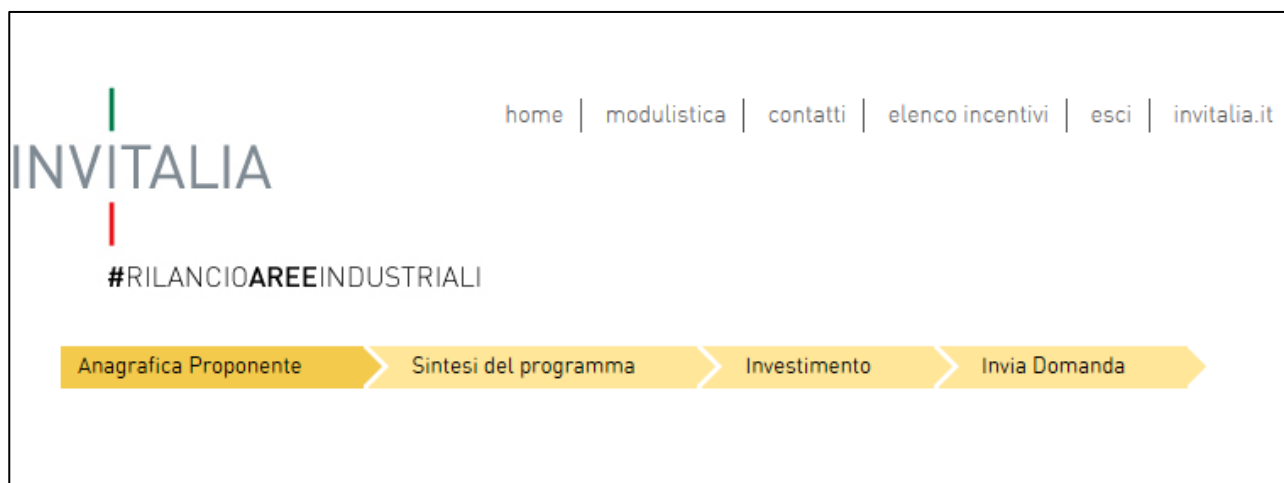 home | modulistica | contatti | elenco incentivi | esci | invitalia.it
INVITALIA
#RILANCIOAREEINDUSTRIALI
Anagrafica Proponente Sintesi del programma Investimento Invia Domanda